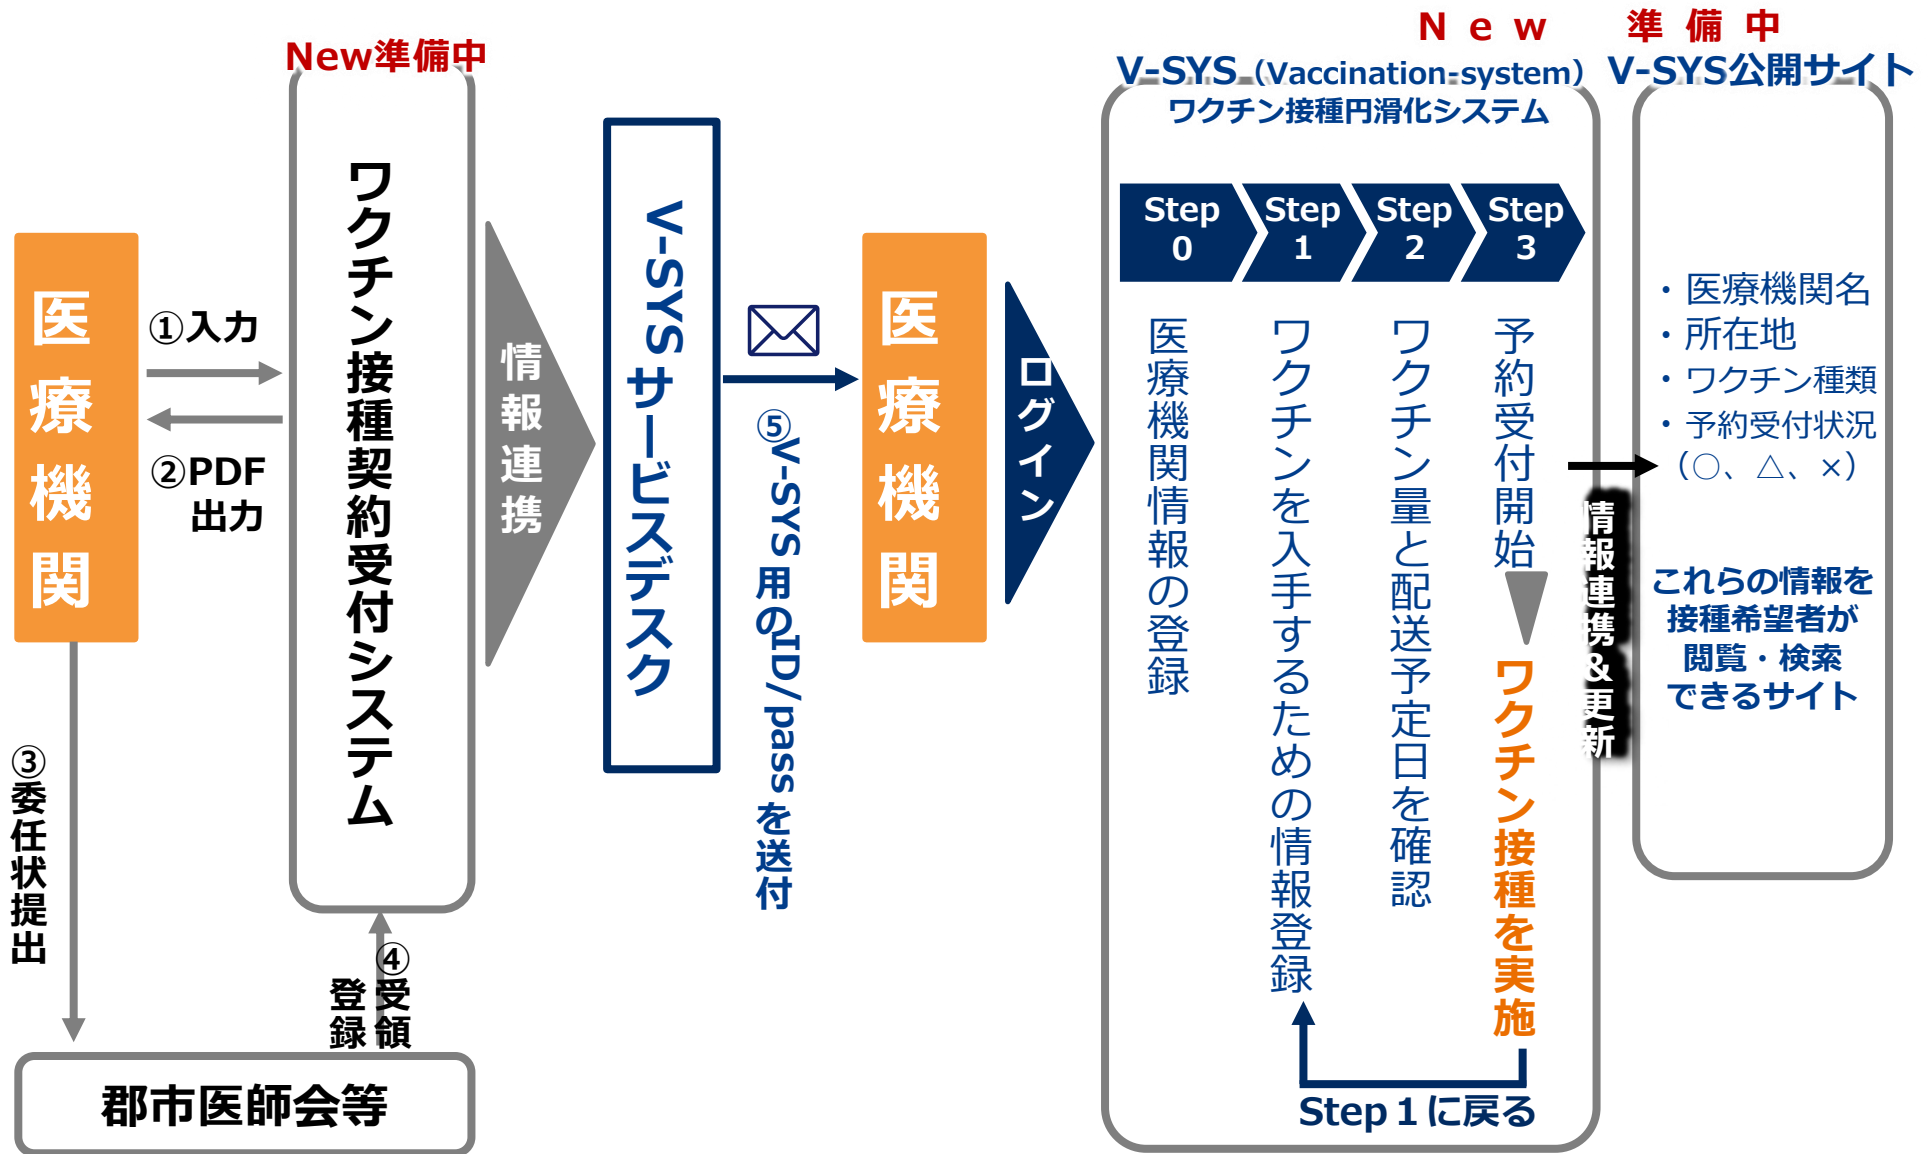 New準備中
New 準備中
V-SYS（Vaccination-system）
ワクチン接種円滑化システム
V-SYS公開サイト
医療機関
①入力
②PDF
出力
ワクチン接種契約受付システム
情報連携
V-SYSサービスデスク
⑤V-SYS用のID/passを送付
医療機関
ログイン
Step
0
Step
1
Step
2
Step
3
医療機関情報の登録
ワクチンを入手するための情報登録
ワクチン量と配送予定日を確認
予約受付開始
ワクチン接種を実施
Step１に戻る
情報連携&更新
・医療機関名
・所在地
・ワクチン種類
・予約受付状況
（○、△、×）
これらの情報を
接種希望者が
閲覧・検索
できるサイト
③委任状提出
④受領
登録
郡市医師会等